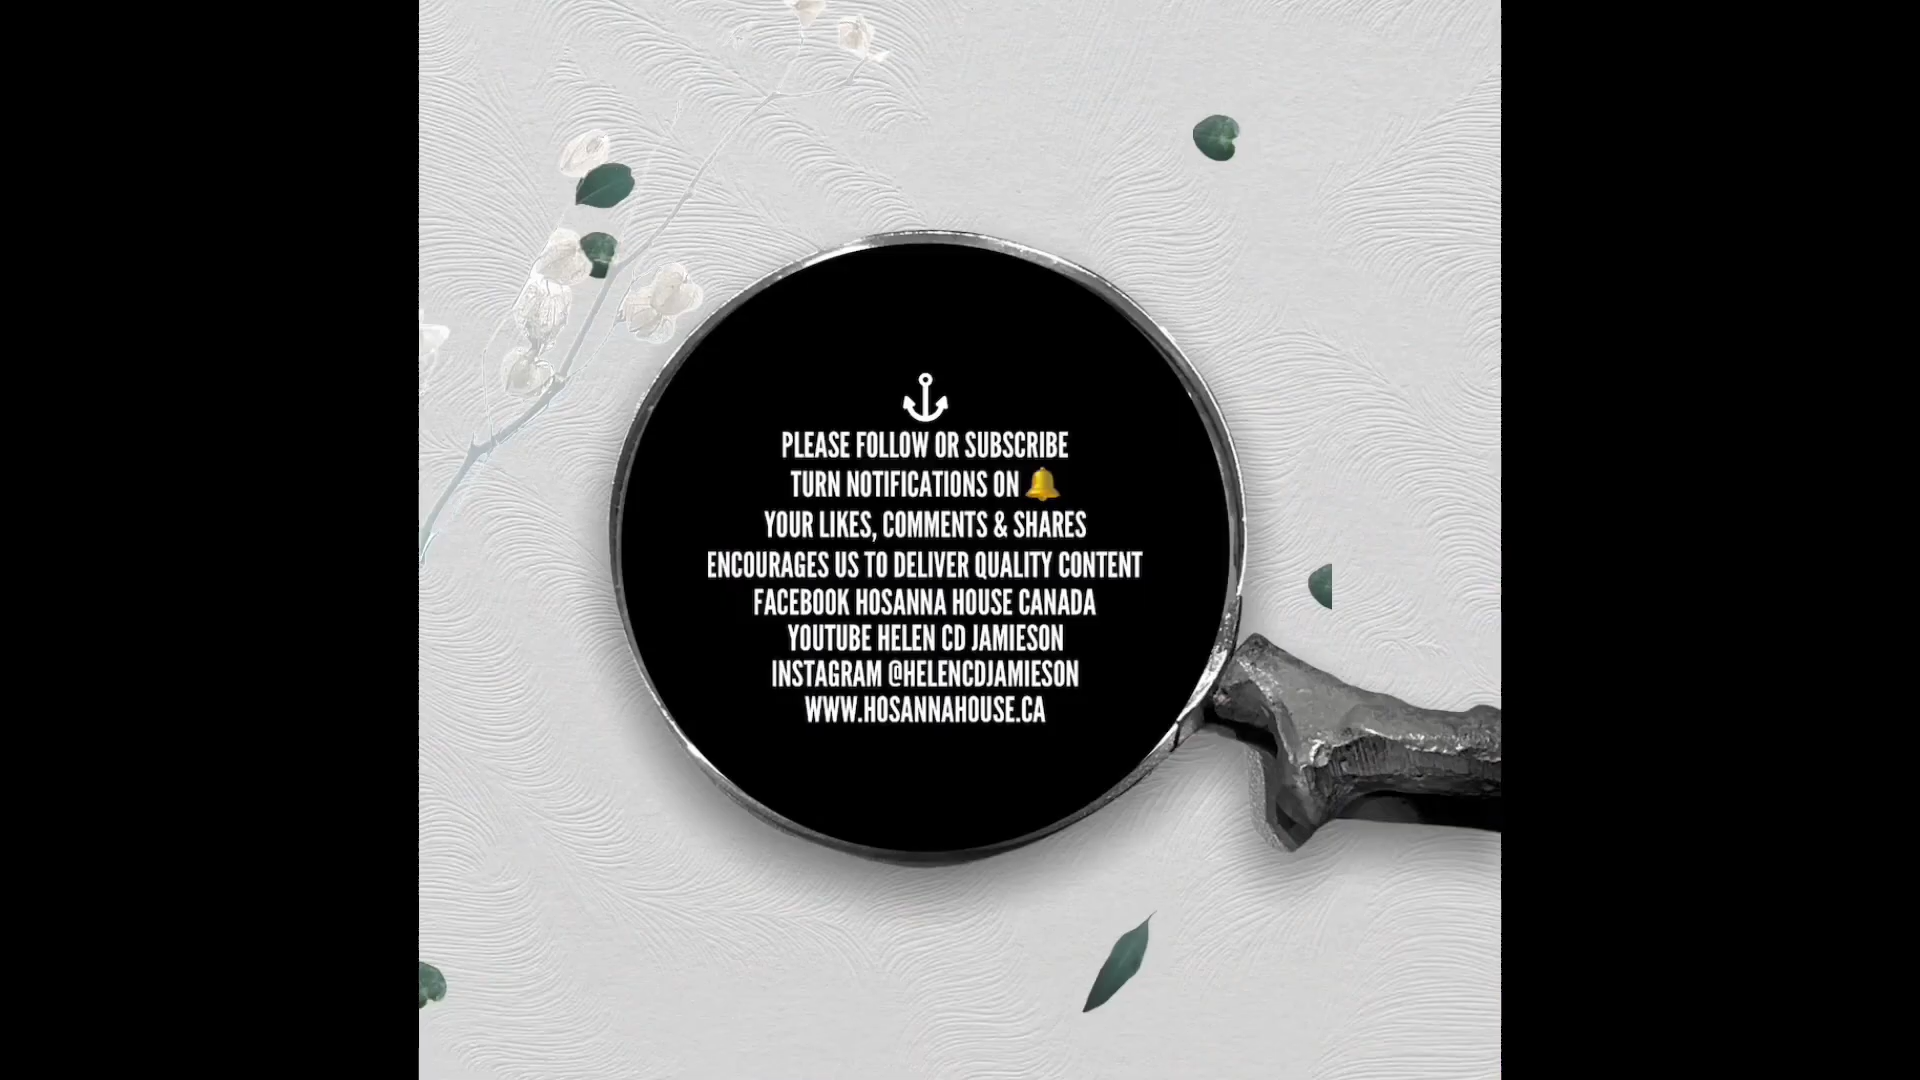 PLEASE FOLLOW OR SUBSCRIBE
TURN NOTIFICATIONS ON 🔔
YOUR LIKES, COMMENTS & SHARES
ENCOURAGES US TO DELIVER QUALITY CONTENT
FACEBOOK HOSANNA HOUSE CANADA
YOUTUBE HELEN CD JAMIESON
INSTAGRAM @HELENCDJAMIESON
WWW.HOSANNAHOUSE.CA